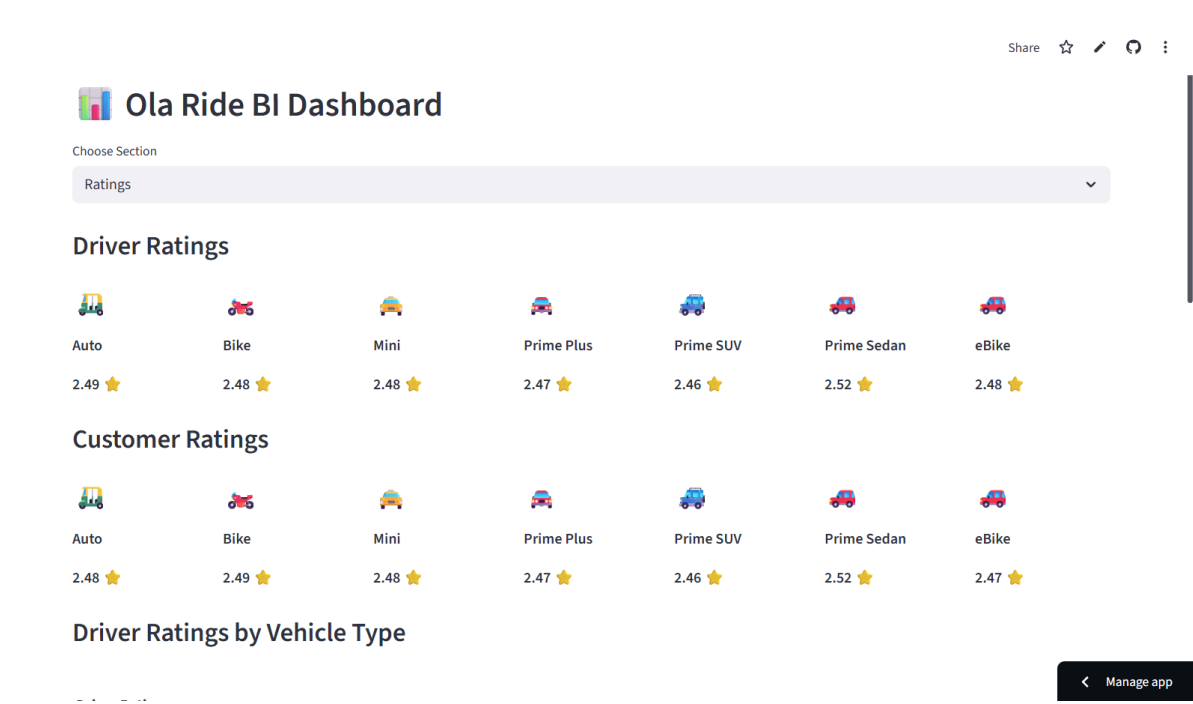 Share
Ola Ride BI Dashboard
Choose Section
Ratings
Driver Ratings
Auto Bike Mini Prime Plus Prime SUV Prime Sedan eBike
2.49 2.48 2.48 2.47 2.46 2.52 2.48
Customer Ratings
Auto Bike Mini Prime Plus Prime SUV Prime Sedan eBike
2.48 2.49 2.48 2.47 2.46 2.52 2.47
Driver Ratings by Vehicle Type
Manage app